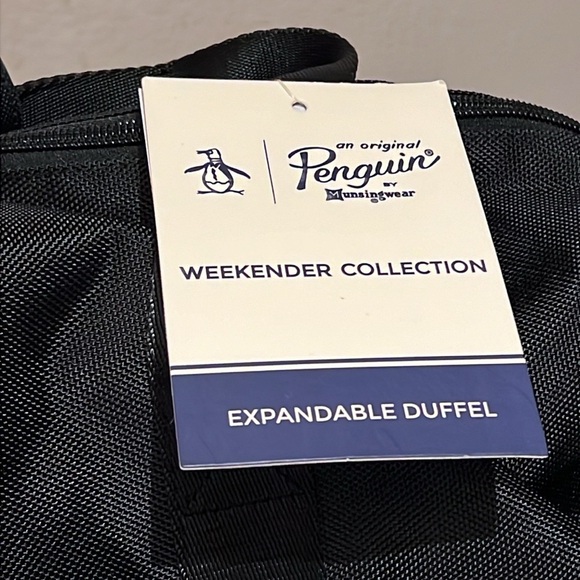 an original
Penguin®
BY
Munsingwear®
WEEKENDER COLLECTION
EXPANDABLE DUFFEL